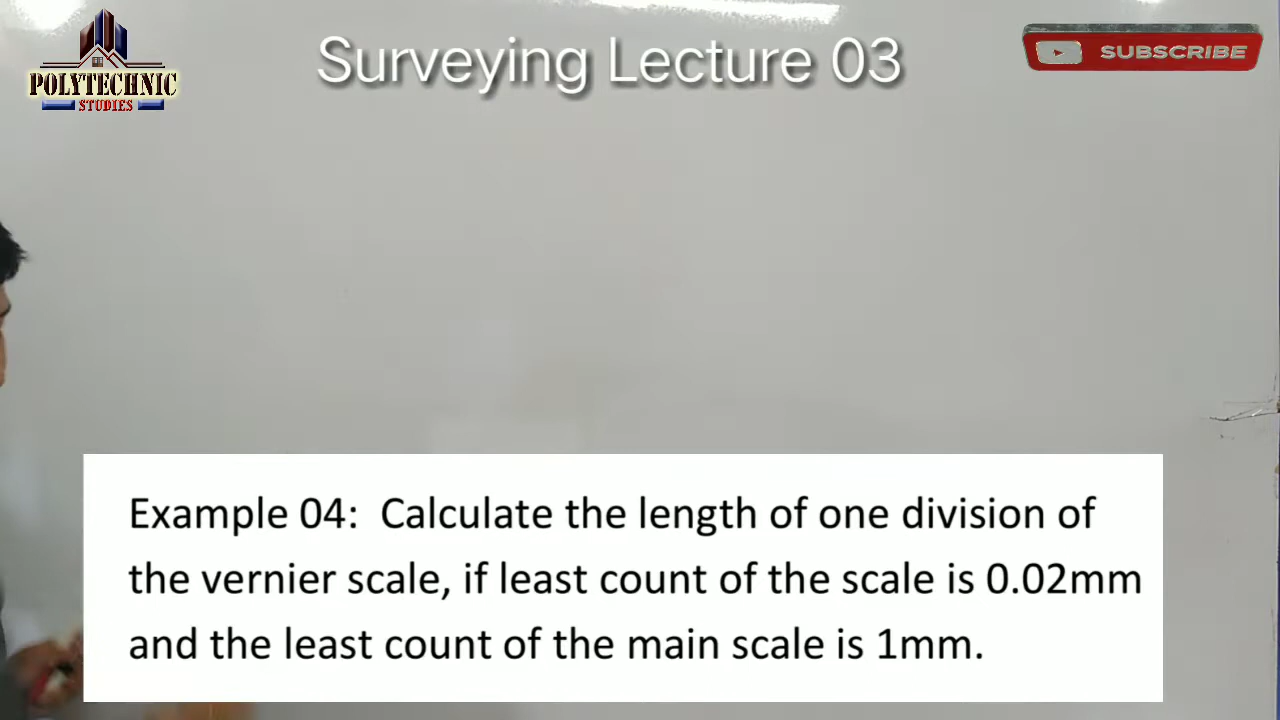 Surveying Lecture 03
POLYTECHNIC
STUDIES
SUBSCRIBE
Example 04: Calculate the length of one division of
the vernier scale, if least count of the scale is 0.02mm
and the least count of the main scale is 1mm.